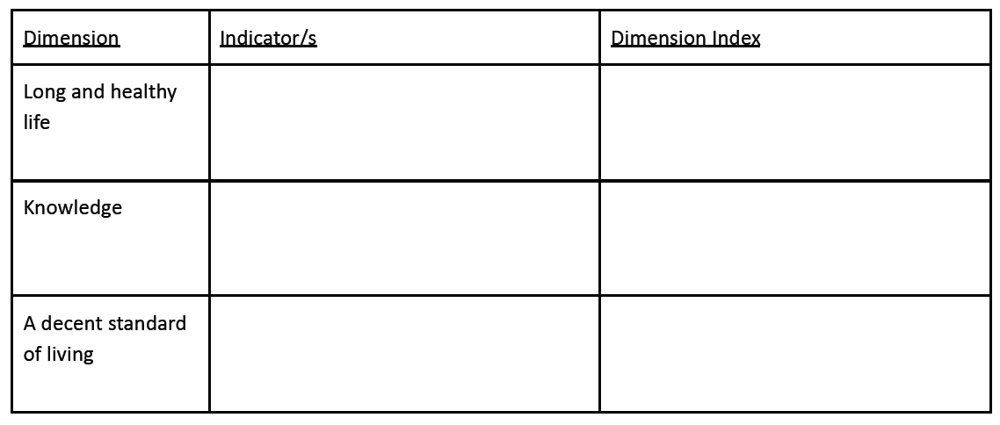 Dimension
Indicator/s
Dimension Index
Long and healthy
life
Knowledge
A decent standard
of living